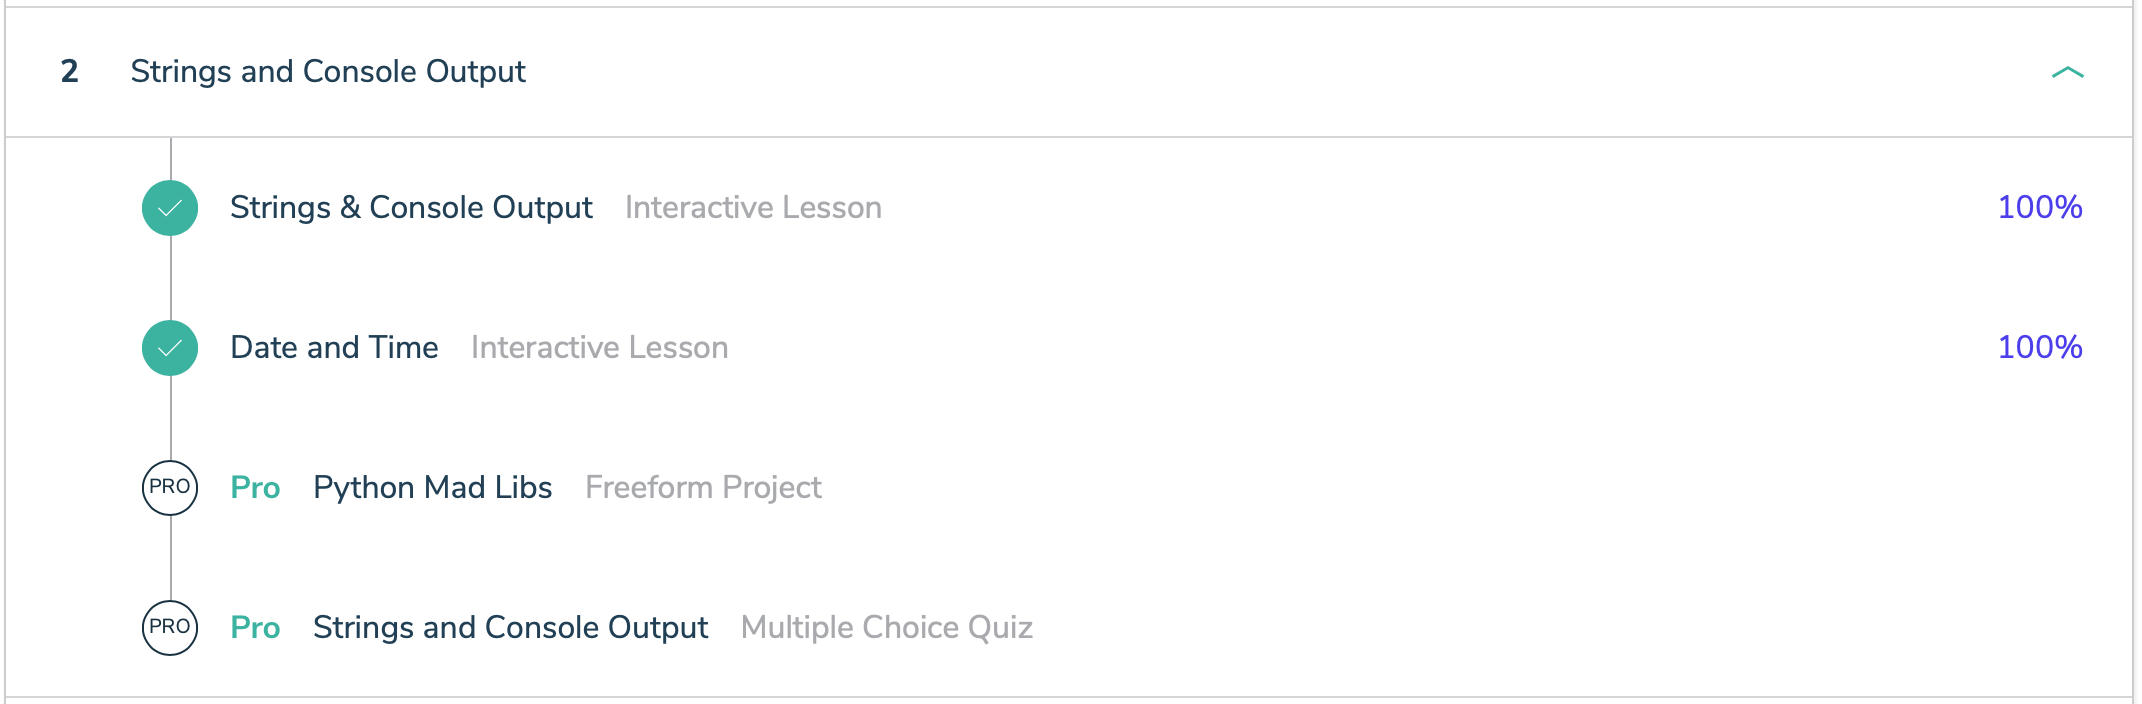 2 Strings and Console Output
Strings & Console Output Interactive Lesson 100%
Date and Time Interactive Lesson 100%
PRO Pro Python Mad Libs Freeform Project
PRO Pro Strings and Console Output Multiple Choice Quiz